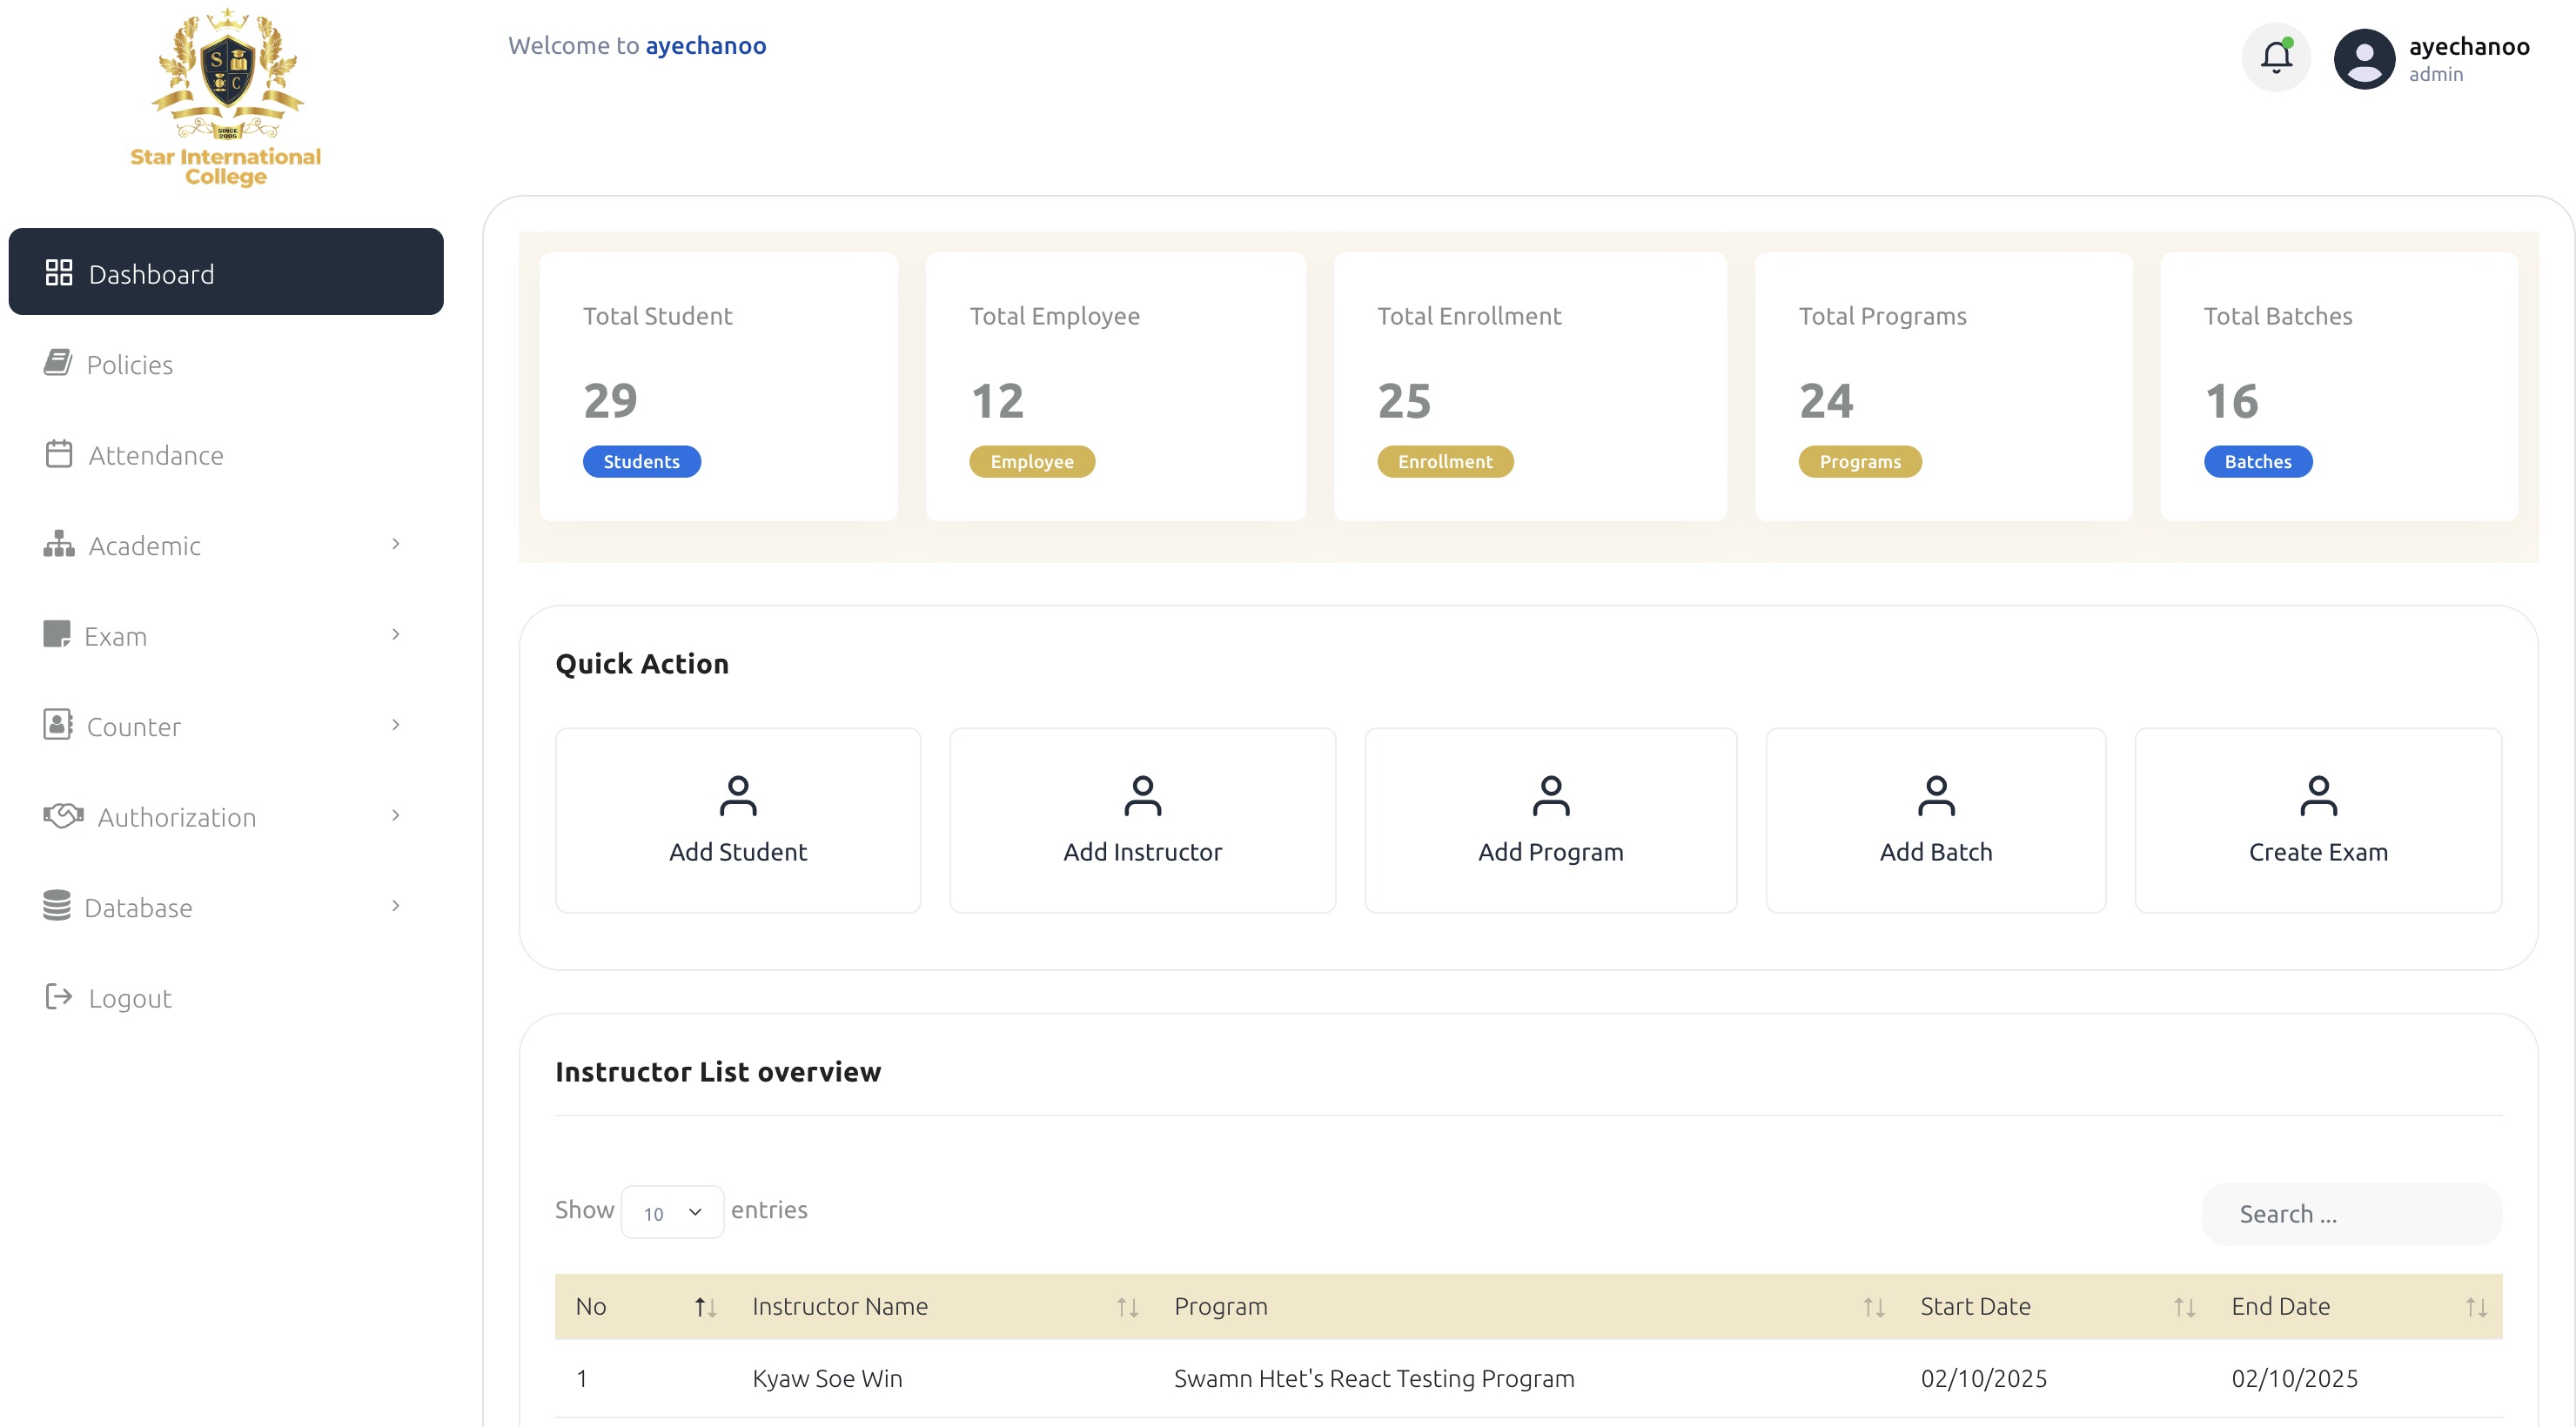 S
C
SINCE
2005
Star International
College
Welcome to ayechanoo
ayechanoo
admin
Dashboard
Policies
Attendance
Academic
Exam
Counter
Authorization
Database
Logout
Total Student
29
Students
Total Employee
12
Employee
Total Enrollment
25
Enrollment
Total Programs
24
Programs
Total Batches
16
Batches
Quick Action
Add Student
Add Instructor
Add Program
Add Batch
Create Exam
Instructor List overview
Show 10 entries
Search ...
No Instructor Name Program Start Date End Date
1 Kyaw Soe Win Swamn Htet's React Testing Program 02/10/2025 02/10/2025